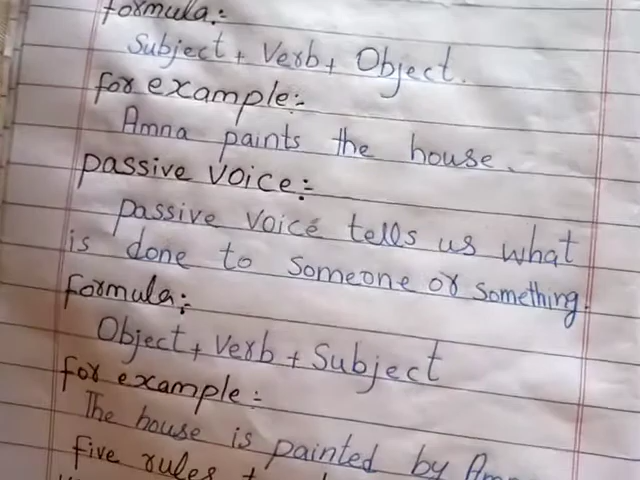 formula:-
Subject + Verb + Object.
for example:-
Amna paints the house.
passive voice:-
passive voice tells us what
is done to someone or something.
formula:-
Object + Verb + Subject
for example:-
The house is painted by
five rules